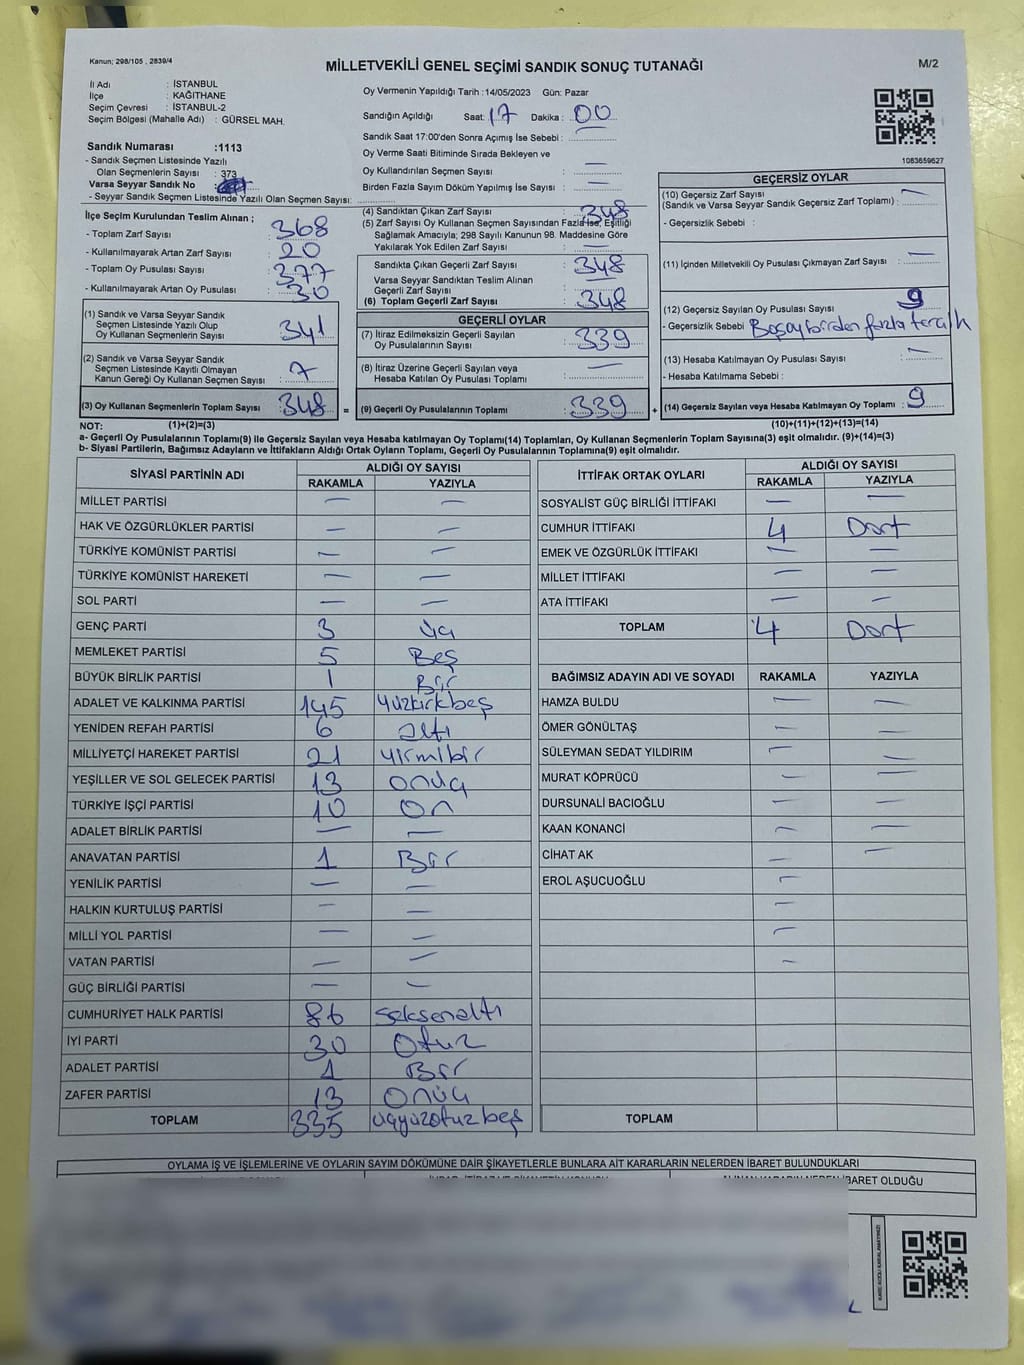 Kanun; 298/105 , 2839/4
MİLLETVEKİLİ GENEL SEÇİMİ SANDIK SONUÇ TUTANAĞI
M/2
İl Adı : İSTANBUL
İlçe : KAĞITHANE
Seçim Çevresi : İSTANBUL-2
Seçim Bölgesi (Mahalle Adı) : GÜRSEL MAH.
Oy Vermenin Yapıldığı Tarih :14/05/2023 Gün: Pazar
Sandığın Açıldığı Saat: 17 Dakika : 00
Sandık Saat 17:00'den Sonra Açımış İse Sebebi :
Oy Verme Saati Bitiminde Sırada Bekleyen ve
Oy Kullandırılan Seçmen Sayısı : —
Birden Fazla Sayım Döküm Yapılmış İse Sayısı : —
1083659627
Sandık Numarası :1113
- Sandık Seçmen Listesinde Yazılı
Olan Seçmenlerin Sayısı : 373
Varsa Seyyar Sandık No :
- Seyyar Sandık Seçmen Listesinde Yazılı Olan Seçmen Sayısı:
İlçe Seçim Kurulundan Teslim Alınan ;
- Toplam Zarf Sayısı : 368
- Kullanılmayarak Artan Zarf Sayısı : 20
- Toplam Oy Pusulası Sayısı : 377
- Kullanılmayarak Artan Oy Pusulası : 30
(4) Sandıktan Çıkan Zarf Sayısı : 348
(5) Zarf Sayısı Oy Kullanan Seçmen Sayısından Fazla İse, Eşitliği
Sağlamak Amacıyla; 298 Sayılı Kanunun 98. Maddesine Göre
Yakılarak Yok Edilen Zarf Sayısı : —
Sandıkta Çıkan Geçerli Zarf Sayısı : 348
Varsa Seyyar Sandıktan Teslim Alınan
Geçerli Zarf Sayısı : —
(6) Toplam Geçerli Zarf Sayısı : 348
GEÇERSİZ OYLAR
(10) Geçersiz Zarf Sayısı
(Sandık ve Varsa Seyyar Sandık Geçersiz Zarf Toplamı) : —
- Geçersizlik Sebebi :
(11) İçinden Milletvekili Oy Pusulası Çıkmayan Zarf Sayısı : —
(12) Geçersiz Sayılan Oy Pusulası Sayısı : 9
- Geçersizlik Sebebi : Boşoy birden fazla tercih
(13) Hesaba Katılmayan Oy Pusulası Sayısı : —
- Hesaba Katılmama Sebebi :
(14) Geçersiz Sayılan veya Hesaba Katılmayan Oy Toplamı : 9
(1) Sandık ve Varsa Seyyar Sandık
Seçmen Listesinde Yazılı Olup
Oy Kullanan Seçmenlerin Sayısı : 341
(2) Sandık ve Varsa Seyyar Sandık
Seçmen Listesinde Kayıtlı Olmayan
Kanun Gereği Oy Kullanan Seçmen Sayısı : 7
(3) Oy Kullanan Seçmenlerin Toplam Sayısı : 348 =
GEÇERLİ OYLAR
(7) İtiraz Edilmeksizin Geçerli Sayılan
Oy Pusulalarının Sayısı : 339
(8) İtiraz Üzerine Geçerli Sayılan veya
Hesaba Katılan Oy Pusulası Toplamı : —
(9) Geçerli Oy Pusulalarının Toplamı : 339 +
NOT: (1)+(2)=(3) (10)+(11)+(12)+(13)=(14)
a- Geçerli Oy Pusulalarının Toplamı(9) ile Geçersiz Sayılan veya Hesaba katılmayan Oy Toplamı(14) Toplamları, Oy Kullanan Seçmenlerin Toplam Sayısına(3) eşit olmalıdır. (9)+(14)=(3)
b- Siyasi Partilerin, Bağımsız Adayların ve İttifakların Aldığı Ortak Oyların Toplamı, Geçerli Oy Pusulalarının Toplamına(9) eşit olmalıdır.
SİYASİ PARTİNİN ADI ALDIĞI OY SAYISI
RAKAMLA YAZIYLA
MİLLET PARTİSİ — —
HAK VE ÖZGÜRLÜKLER PARTİSİ — —
TÜRKİYE KOMÜNİST PARTİSİ — —
TÜRKİYE KOMÜNİST HAREKETİ — —
SOL PARTİ — —
GENÇ PARTİ 3 üç
MEMLEKET PARTİSİ 5 Beş
BÜYÜK BİRLİK PARTİSİ 1 Bir
ADALET VE KALKINMA PARTİSİ 145 yüzkırkbeş
YENİDEN REFAH PARTİSİ 6 altı
MİLLİYETÇİ HAREKET PARTİSİ 21 yirmibir
YEŞİLLER VE SOL GELECEK PARTİSİ 13 onüç
TÜRKİYE İŞÇİ PARTİSİ 10 On
ADALET BİRLİK PARTİSİ — —
ANAVATAN PARTİSİ 1 Bir
YENİLİK PARTİSİ — —
HALKIN KURTULUŞ PARTİSİ — —
MİLLİ YOL PARTİSİ — —
VATAN PARTİSİ — —
GÜÇ BİRLİĞİ PARTİSİ — —
CUMHURİYET HALK PARTİSİ 86 seksenaltı
İYİ PARTİ 30 Otuz
ADALET PARTİSİ 1 Bir
ZAFER PARTİSİ 13 Onüç
TOPLAM 335 üçyüzotuzbeş
İTTİFAK ORTAK OYLARI ALDIĞI OY SAYISI
RAKAMLA YAZIYLA
SOSYALİST GÜÇ BİRLİĞİ İTTİFAKI — —
CUMHUR İTTİFAKI 4 Dört
EMEK VE ÖZGÜRLÜK İTTİFAKI — —
MİLLET İTTİFAKI — —
ATA İTTİFAKI — —
TOPLAM 4 Dört
BAĞIMSIZ ADAYIN ADI VE SOYADI RAKAMLA YAZIYLA
HAMZA BULDU — —
ÖMER GÖNÜLTAŞ — —
SÜLEYMAN SEDAT YILDIRIM — —
MURAT KÖPRÜCÜ — —
DURSUNALİ BACIOĞLU — —
KAAN KONANCİ — —
CİHAT AK — —
EROL AŞUCUOĞLU —
—
—
—
TOPLAM
OYLAMA İŞ VE İŞLEMLERİNE VE OYLARIN SAYIM DÖKÜMÜNE DAİR ŞİKAYETLERLE BUNLARA AİT KARARLARIN NELERDEN İBARET BULUNDUKLARI
İBARET OLDUĞU